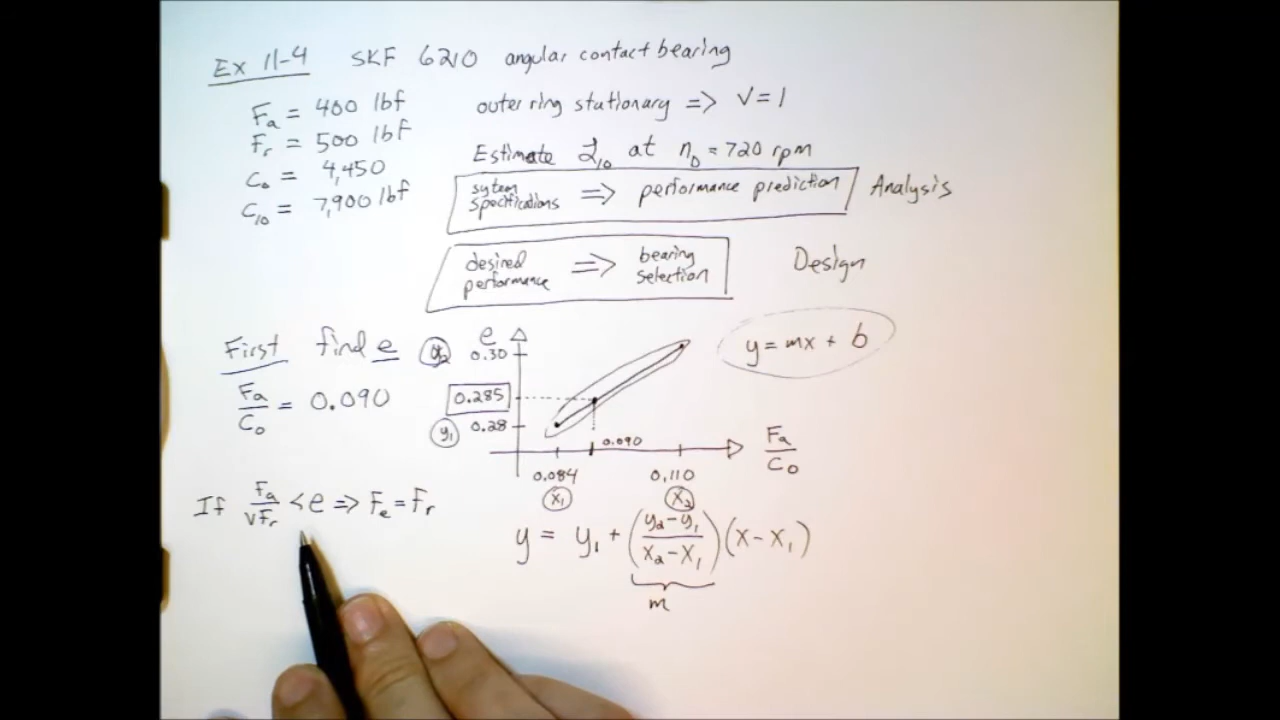 Ex 11-4 SKF 6210 angular contact bearing
Fa = 400 lbf
Fr = 500 lbf
C0 = 4,450
C10 = 7,900 lbf
outer ring stationary => V = 1
Estimate L10 at nD = 720 rpm
sytem specifications => performance prediction Analysis
desired performance => bearing selection Design
First find e
Fa/C0 = 0.090
e
y2 0.30
0.285
y1 0.28
0.090
0.084 0,110
x1 x2
Fa/C0
y = mx + b
If Fa/VFr < e => Fe = Fr
y = y1 + ((y2 - y1)/(x2 - x1)) (x - x1)
m